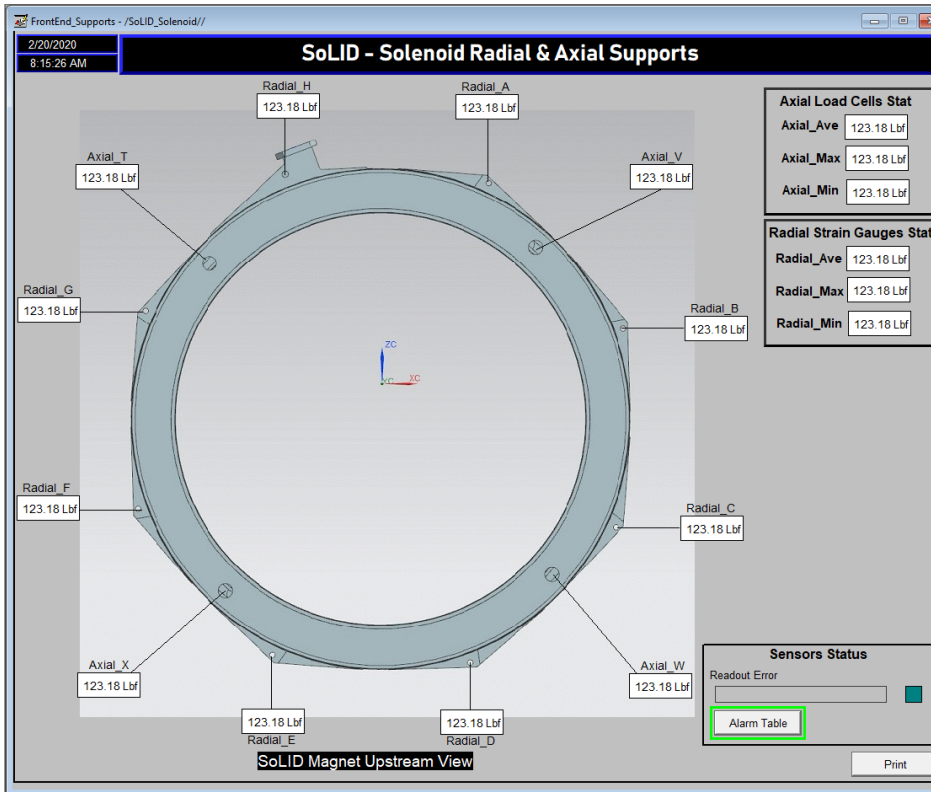 FrontEnd_Supports - /SoLID_Solenoid//
2/20/2020
8:15:26 AM
SoLID - Solenoid Radial & Axial Supports
Radial_H
123.18 Lbf
Radial_A
123.18 Lbf
Axial_T
123.18 Lbf
Axial_V
123.18 Lbf
Radial_G
123.18 Lbf
Radial_B
123.18 Lbf
ZC
YC XC
Radial_F
123.18 Lbf
Radial_C
123.18 Lbf
Axial_X
123.18 Lbf
Axial_W
123.18 Lbf
123.18 Lbf
Radial_E
123.18 Lbf
Radial_D
SoLID Magnet Upstream View
Axial Load Cells Stat
Axial_Ave 123.18 Lbf
Axial_Max 123.18 Lbf
Axial_Min 123.18 Lbf
Radial Strain Gauges Stat
Radial_Ave 123.18 Lbf
Radial_Max 123.18 Lbf
Radial_Min 123.18 Lbf
Sensors Status
Readout Error
Alarm Table
Print